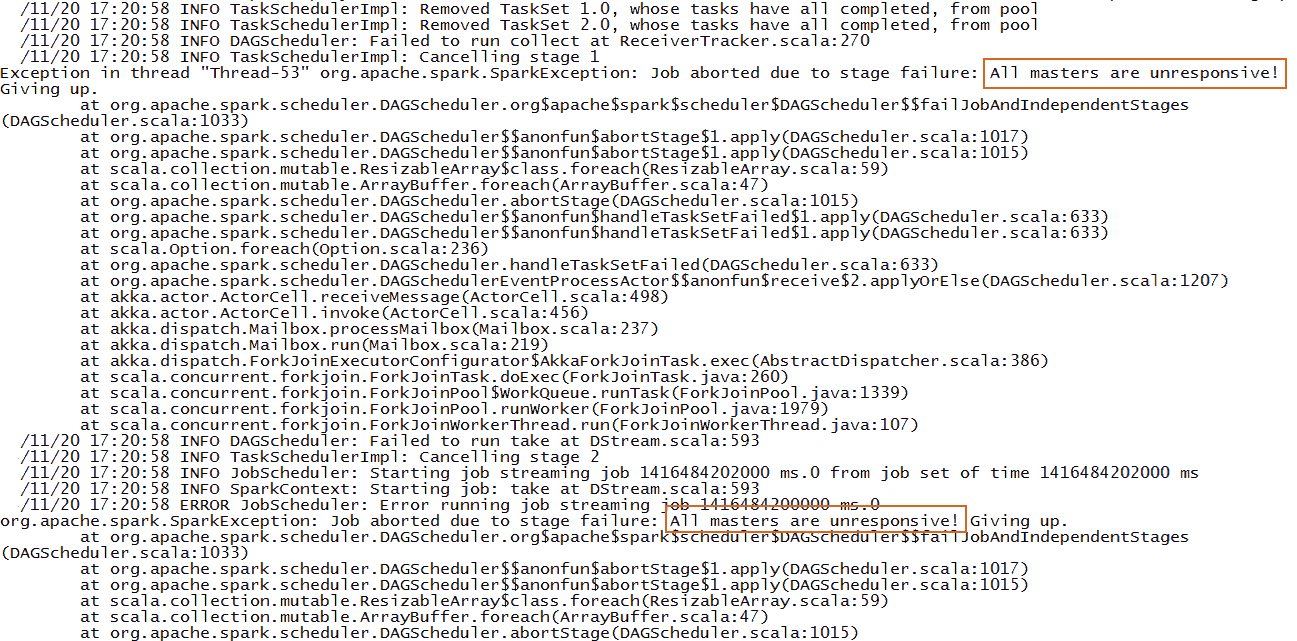 /11/20 17:20:58 INFO TaskSchedulerImpl: Removed TaskSet 1.0, whose tasks have all completed, from pool
/11/20 17:20:58 INFO TaskSchedulerImpl: Removed TaskSet 2.0, whose tasks have all completed, from pool
/11/20 17:20:58 INFO DAGScheduler: Failed to run collect at ReceiverTracker.scala:270
/11/20 17:20:58 INFO TaskSchedulerImpl: Cancelling stage 1
Exception in thread "Thread-53" org.apache.spark.SparkException: Job aborted due to stage failure: All masters are unresponsive!
Giving up.
at org.apache.spark.scheduler.DAGScheduler.org$apache$spark$scheduler$DAGScheduler$$failJobAndIndependentStages
(DAGScheduler.scala:1033)
at org.apache.spark.scheduler.DAGScheduler$$anonfun$abortStage$1.apply(DAGScheduler.scala:1017)
at org.apache.spark.scheduler.DAGScheduler$$anonfun$abortStage$1.apply(DAGScheduler.scala:1015)
at scala.collection.mutable.ResizableArray$class.foreach(ResizableArray.scala:59)
at scala.collection.mutable.ArrayBuffer.foreach(ArrayBuffer.scala:47)
at org.apache.spark.scheduler.DAGScheduler.abortStage(DAGScheduler.scala:1015)
at org.apache.spark.scheduler.DAGScheduler$$anonfun$handleTaskSetFailed$1.apply(DAGScheduler.scala:633)
at org.apache.spark.scheduler.DAGScheduler$$anonfun$handleTaskSetFailed$1.apply(DAGScheduler.scala:633)
at scala.Option.foreach(Option.scala:236)
at org.apache.spark.scheduler.DAGScheduler.handleTaskSetFailed(DAGScheduler.scala:633)
at org.apache.spark.scheduler.DAGSchedulerEventProcessActor$$anonfun$receive$2.applyOrElse(DAGScheduler.scala:1207)
at akka.actor.ActorCell.receiveMessage(ActorCell.scala:498)
at akka.actor.ActorCell.invoke(ActorCell.scala:456)
at akka.dispatch.Mailbox.processMailbox(Mailbox.scala:237)
at akka.dispatch.Mailbox.run(Mailbox.scala:219)
at akka.dispatch.ForkJoinExecutorConfigurator$AkkaForkJoinTask.exec(AbstractDispatcher.scala:386)
at scala.concurrent.forkjoin.ForkJoinTask.doExec(ForkJoinTask.java:260)
at scala.concurrent.forkjoin.ForkJoinPool$WorkQueue.runTask(ForkJoinPool.java:1339)
at scala.concurrent.forkjoin.ForkJoinPool.runWorker(ForkJoinPool.java:1979)
at scala.concurrent.forkjoin.ForkJoinWorkerThread.run(ForkJoinWorkerThread.java:107)
/11/20 17:20:58 INFO DAGScheduler: Failed to run take at DStream.scala:593
/11/20 17:20:58 INFO TaskSchedulerImpl: Cancelling stage 2
/11/20 17:20:58 INFO JobScheduler: Starting job streaming job 1416484202000 ms.0 from job set of time 1416484202000 ms
/11/20 17:20:58 INFO SparkContext: Starting job: take at DStream.scala:593
/11/20 17:20:58 ERROR JobScheduler: Error running job streaming job 1416484200000 ms.0
org.apache.spark.SparkException: Job aborted due to stage failure: All masters are unresponsive! Giving up.
at org.apache.spark.scheduler.DAGScheduler.org$apache$spark$scheduler$DAGScheduler$$failJobAndIndependentStages
(DAGScheduler.scala:1033)
at org.apache.spark.scheduler.DAGScheduler$$anonfun$abortStage$1.apply(DAGScheduler.scala:1017)
at org.apache.spark.scheduler.DAGScheduler$$anonfun$abortStage$1.apply(DAGScheduler.scala:1015)
at scala.collection.mutable.ResizableArray$class.foreach(ResizableArray.scala:59)
at scala.collection.mutable.ArrayBuffer.foreach(ArrayBuffer.scala:47)
at org.apache.spark.scheduler.DAGScheduler.abortStage(DAGScheduler.scala:1015)